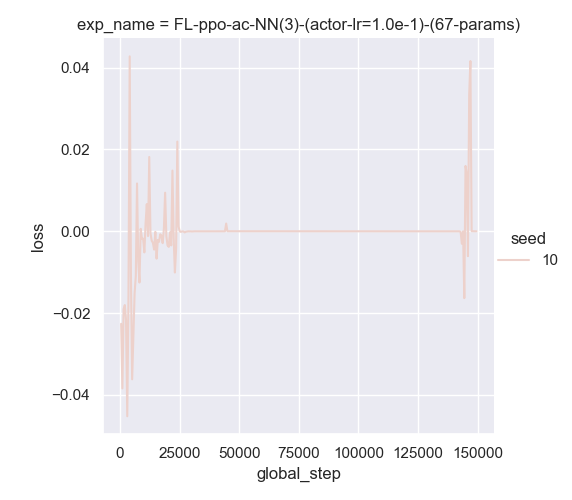 exp_name = FL-ppo-ac-NN(3)-(actor-lr=1.0e-1)-(67-params)
0.04
0.02
0.00
−0.02
−0.04
loss
seed
10
0 25000 50000 75000 100000 125000 150000
global_step